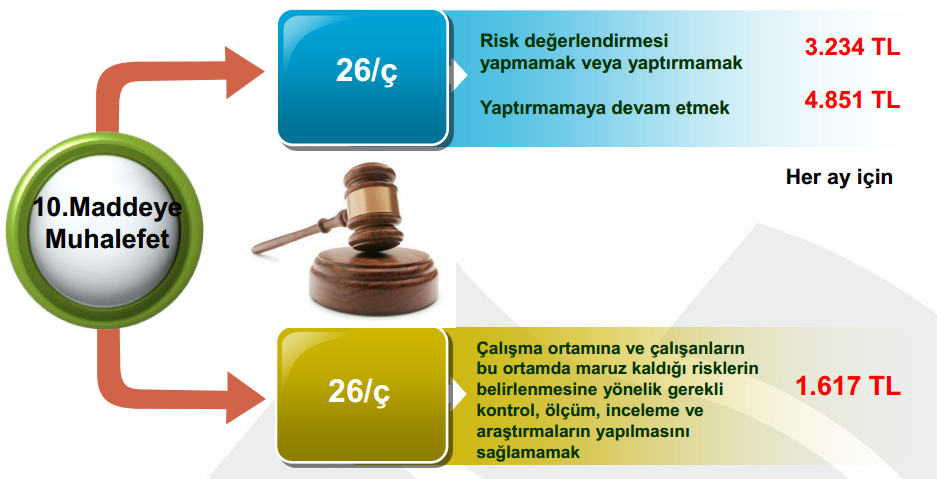 26/ç
Risk değerlendirmesi
yapmamak veya yaptırmamak
3.234 TL
Yaptırmamaya devam etmek
4.851 TL
Her ay için
10.Maddeye
Muhalefet
26/ç
Çalışma ortamına ve çalışanların
bu ortamda maruz kaldığı risklerin
belirlenmesine yönelik gerekli
kontrol, ölçüm, inceleme ve
araştırmaların yapılmasını
sağlamamak
1.617 TL